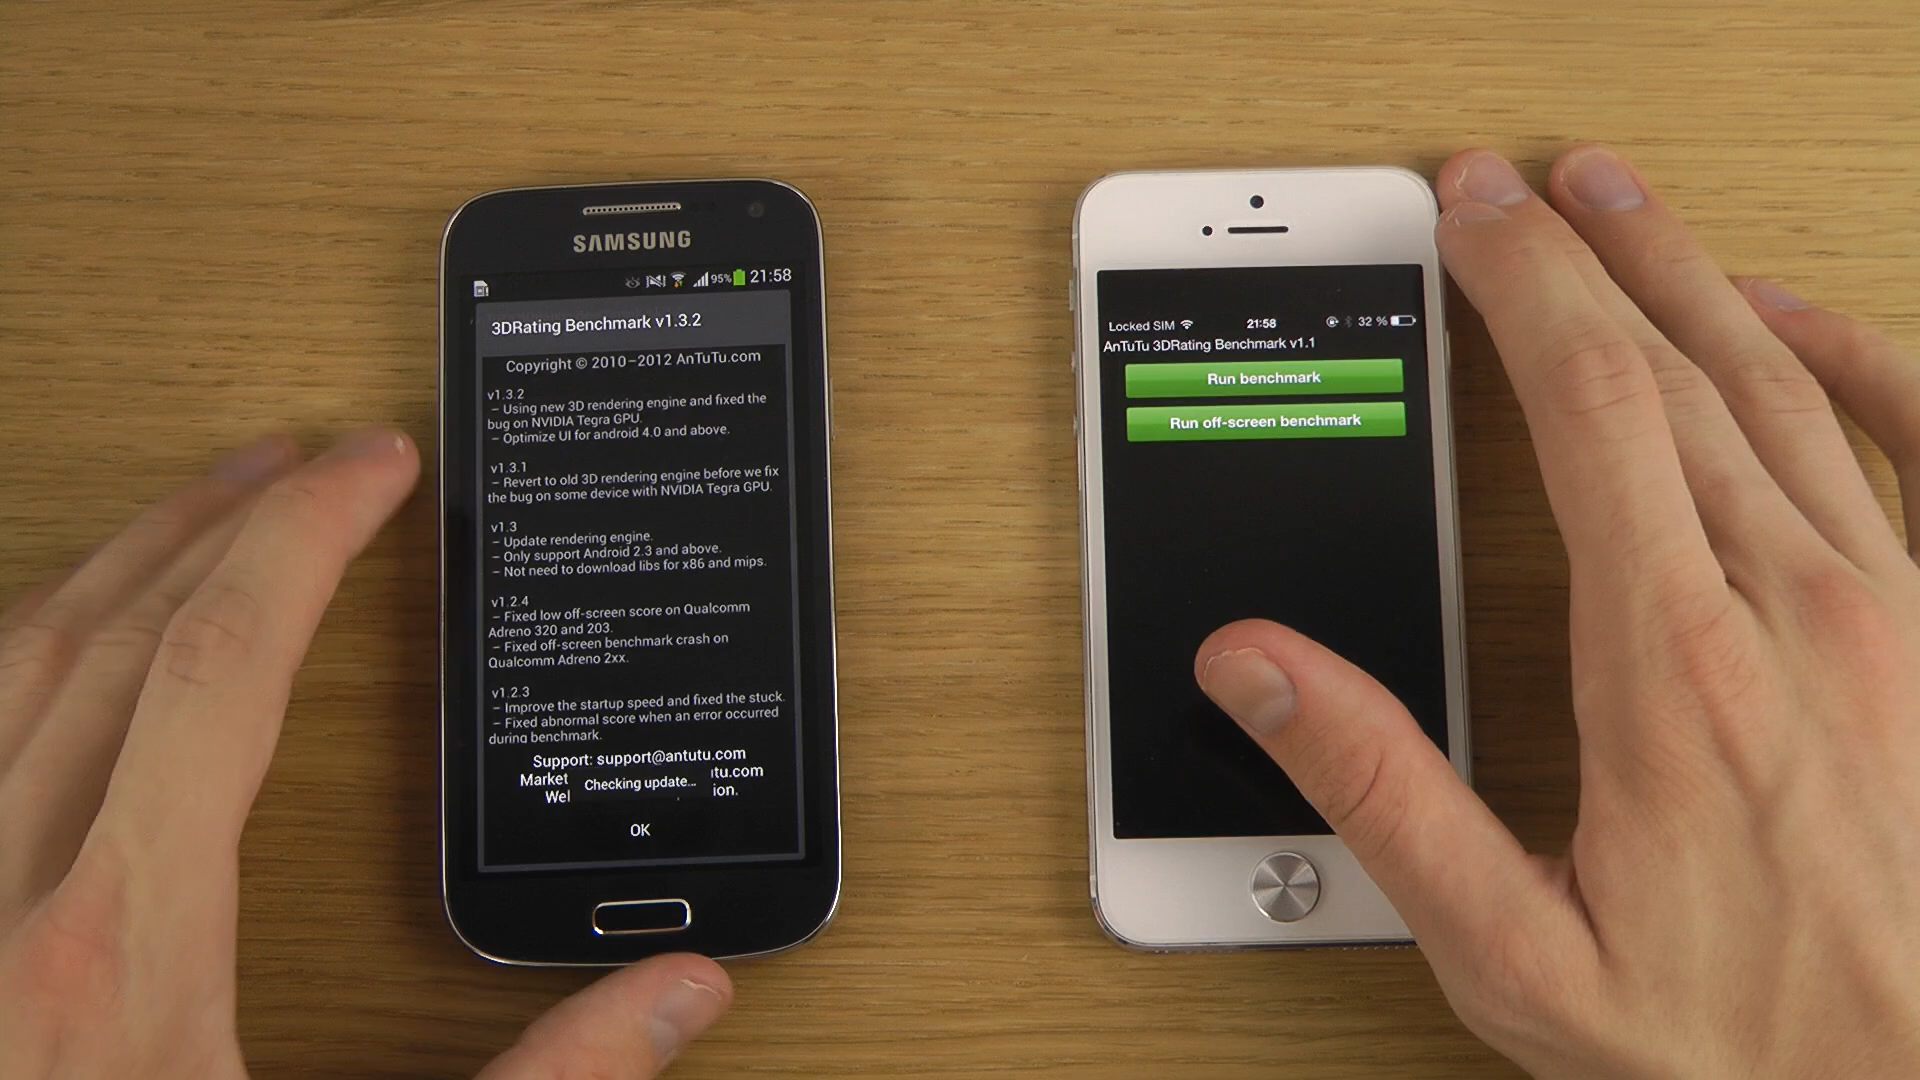 SAMSUNG
95% 21:58
3DRating Benchmark v1.3.2
Copyright © 2010-2012 AnTuTu.com
v1.3.2
- Using new 3D rendering engine and fixed the
bug on NVIDIA Tegra GPU.
- Optimize UI for android 4.0 and above.
v1.3.1
- Revert to old 3D rendering engine before we fix
the bug on some device with NVIDIA Tegra GPU.
v1.3
- Update rendering engine.
- Only support Android 2.3 and above.
- Not need to download libs for x86 and mips.
v1.2.4
- Fixed low off-screen score on Qualcomm
Adreno 320 and 203.
- Fixed off-screen benchmark crash on
Qualcomm Adreno 2xx.
v1.2.3
- Improve the startup speed and fixed the stuck.
- Fixed abnormal score when an error occurred
during benchmark.
Support: support@antutu.com
Market tu.com
Checking update...
Wel ion.
OK
Locked SIM 21:58 32 %
AnTuTu 3DRating Benchmark v1.1
Run benchmark
Run off-screen benchmark